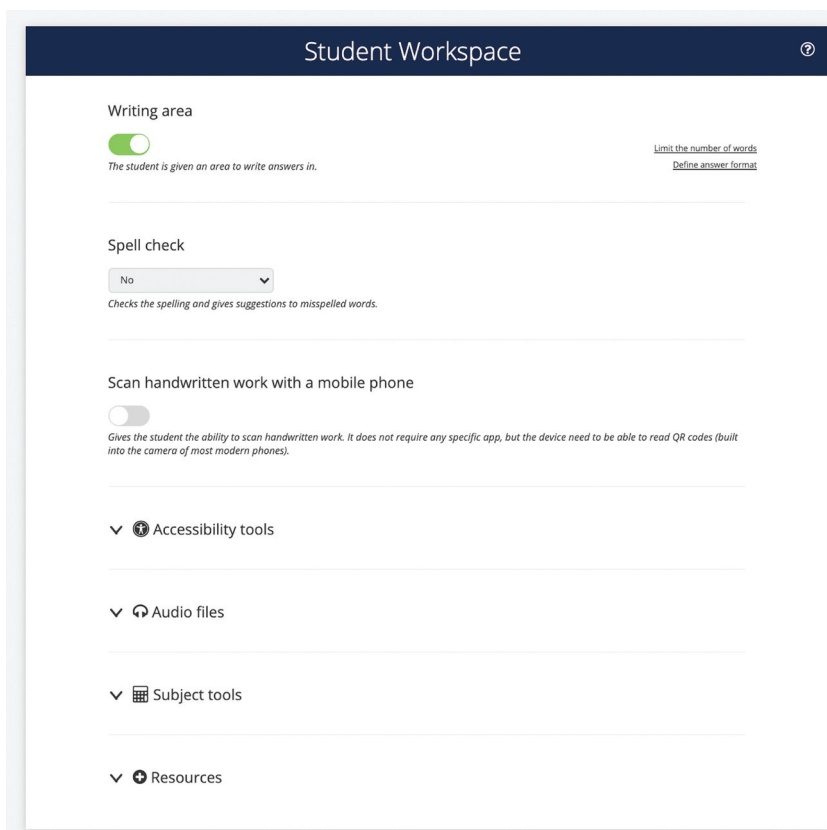 Student Workspace
Writing area
The student is given an area to write answers in.
Limit the number of words
Define answer format
Spell check
No
Checks the spelling and gives suggestions to misspelled words.
Scan handwritten work with a mobile phone
Gives the student the ability to scan handwritten work. It does not require any specific app, but the device need to be able to read QR codes (built
into the camera of most modern phones).
Accessibility tools
Audio files
Subject tools
Resources